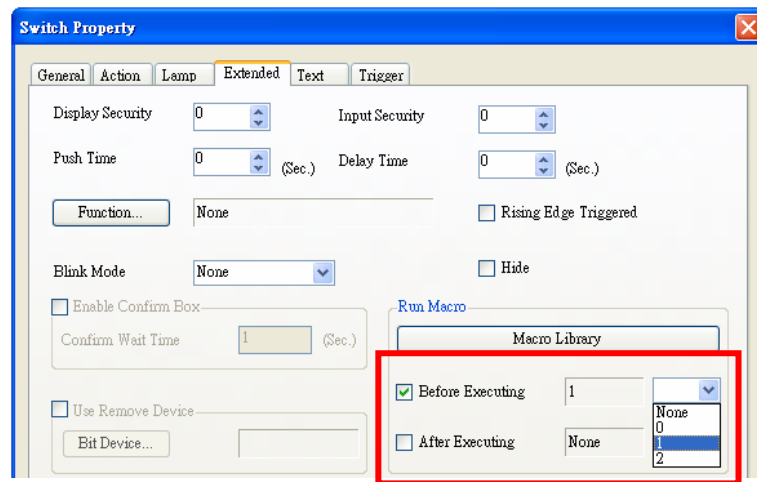 Switch Property
General Action Lamp Extended Text Trigger
Display Security 0 Input Security 0
Push Time 0 (Sec.) Delay Time 0 (Sec.)
Function... None Rising Edge Triggered
Blink Mode None Hide
Enable Confirm Box Run Macro
Confirm Wait Time 1 (Sec.) Macro Library
Before Executing 1
Use Remove Device None
0
Bit Device... After Executing None 1
2